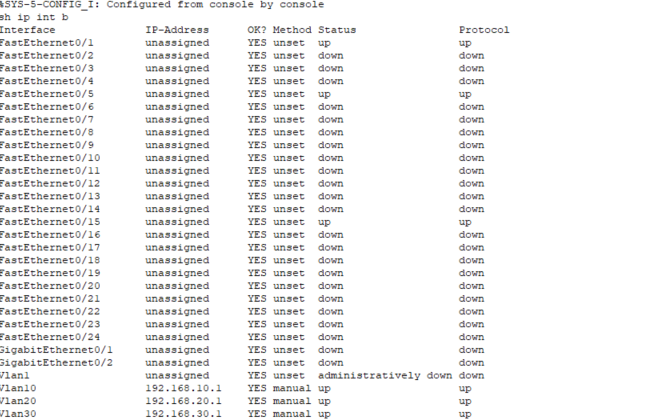 %SYS-5-CONFIG_I: Configured from console by console
sh ip int b
Interface IP-Address OK? Method Status Protocol
FastEthernet0/1 unassigned YES unset up up
FastEthernet0/2 unassigned YES unset down down
FastEthernet0/3 unassigned YES unset down down
FastEthernet0/4 unassigned YES unset down down
FastEthernet0/5 unassigned YES unset up up
FastEthernet0/6 unassigned YES unset down down
FastEthernet0/7 unassigned YES unset down down
FastEthernet0/8 unassigned YES unset down down
FastEthernet0/9 unassigned YES unset down down
FastEthernet0/10 unassigned YES unset down down
FastEthernet0/11 unassigned YES unset down down
FastEthernet0/12 unassigned YES unset down down
FastEthernet0/13 unassigned YES unset down down
FastEthernet0/14 unassigned YES unset down down
FastEthernet0/15 unassigned YES unset up up
FastEthernet0/16 unassigned YES unset down down
FastEthernet0/17 unassigned YES unset down down
FastEthernet0/18 unassigned YES unset down down
FastEthernet0/19 unassigned YES unset down down
FastEthernet0/20 unassigned YES unset down down
FastEthernet0/21 unassigned YES unset down down
FastEthernet0/22 unassigned YES unset down down
FastEthernet0/23 unassigned YES unset down down
FastEthernet0/24 unassigned YES unset down down
GigabitEthernet0/1 unassigned YES unset down down
GigabitEthernet0/2 unassigned YES unset down down
Vlan1 unassigned YES unset administratively down down
Vlan10 192.168.10.1 YES manual up up
Vlan20 192.168.20.1 YES manual up up
Vlan30 192.168.30.1 YES manual up up